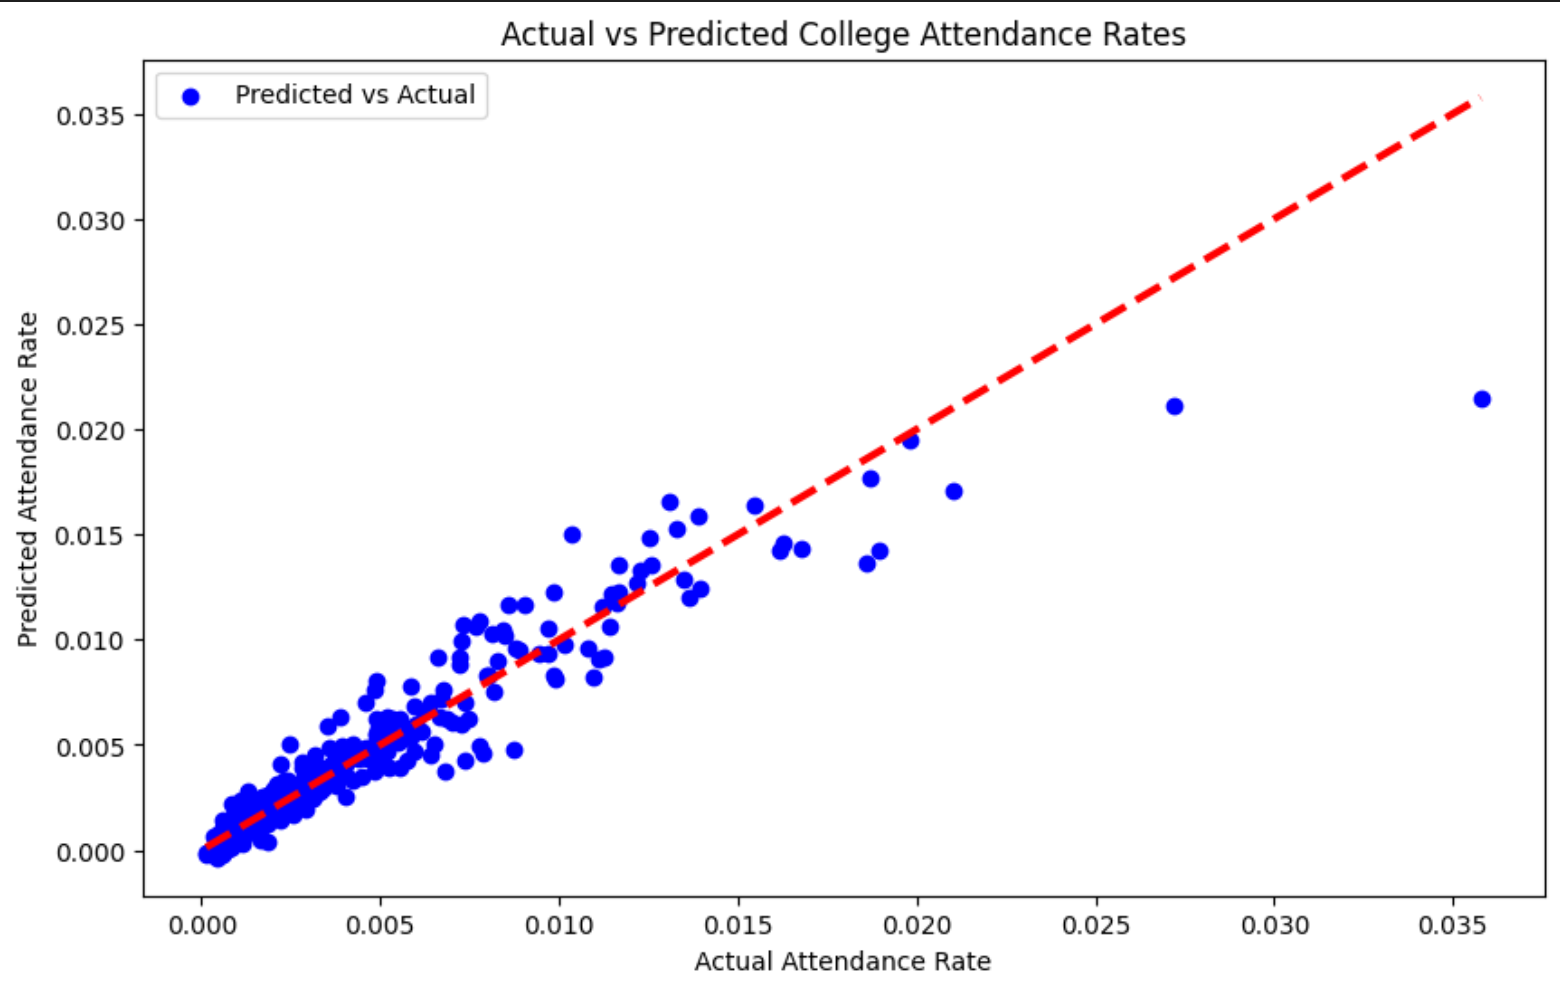 Actual vs Predicted College Attendance Rates
Predicted vs Actual
0.035
0.030
0.025
0.020
0.015
0.010
0.005
0.000
Predicted Attendance Rate
0.000 0.005 0.010 0.015 0.020 0.025 0.030 0.035
Actual Attendance Rate